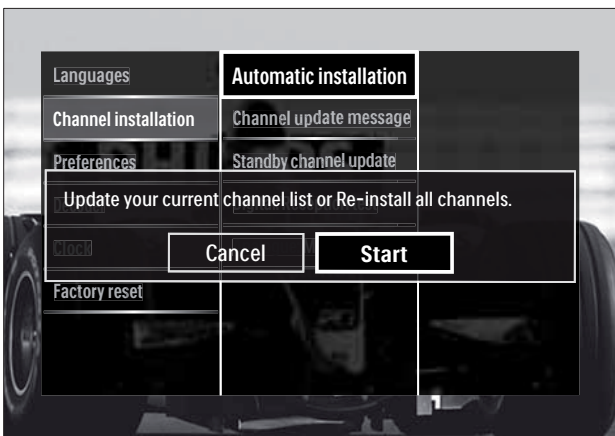 Languages
Channel installation
Preferences
Clock
Factory reset
Automatic installation
Channel update message
Standby channel update
Update your current channel list or Re-install all channels.
Cancel
Start